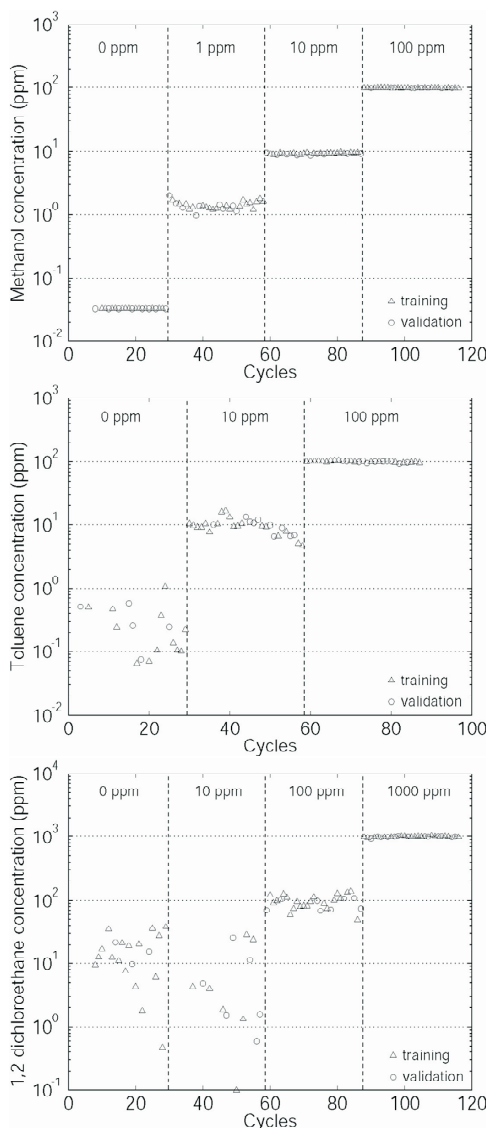 10³
0 ppm 1 ppm 10 ppm 100 ppm
10²
10¹
10⁰
10⁻¹
10⁻²
Methanol concentration (ppm)
△ training
○ validation
0 20 40 60 80 100 120
Cycles
10³
0 ppm 10 ppm 100 ppm
10²
10¹
10⁰
10⁻¹
10⁻²
Toluene concentration (ppm)
△ training
○ validation
0 20 40 60 80 100
Cycles
10⁴
0 ppm 10 ppm 100 ppm 1000 ppm
10³
10²
10¹
10⁰
10⁻¹
1,2 dichloroethane concentration (ppm)
△ training
○ validation
0 20 40 60 80 100 120
Cycles